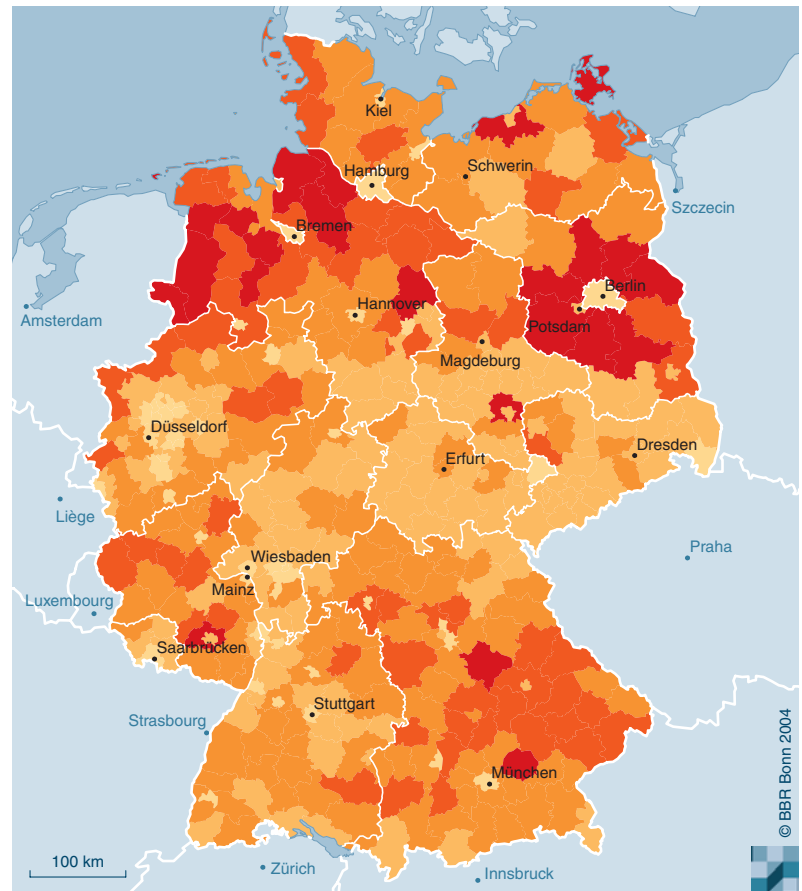 Kiel
Hamburg
Schwerin
Szczecin
Bremen
Berlin
Hannover
Amsterdam
Potsdam
Magdeburg
Düsseldorf
Dresden
Erfurt
Liège
Praha
Wiesbaden
Mainz
Luxembourg
Saarbrücken
Stuttgart
Strasbourg
München
© BBR Bonn 2004
100 km
Zürich
Innsbruck